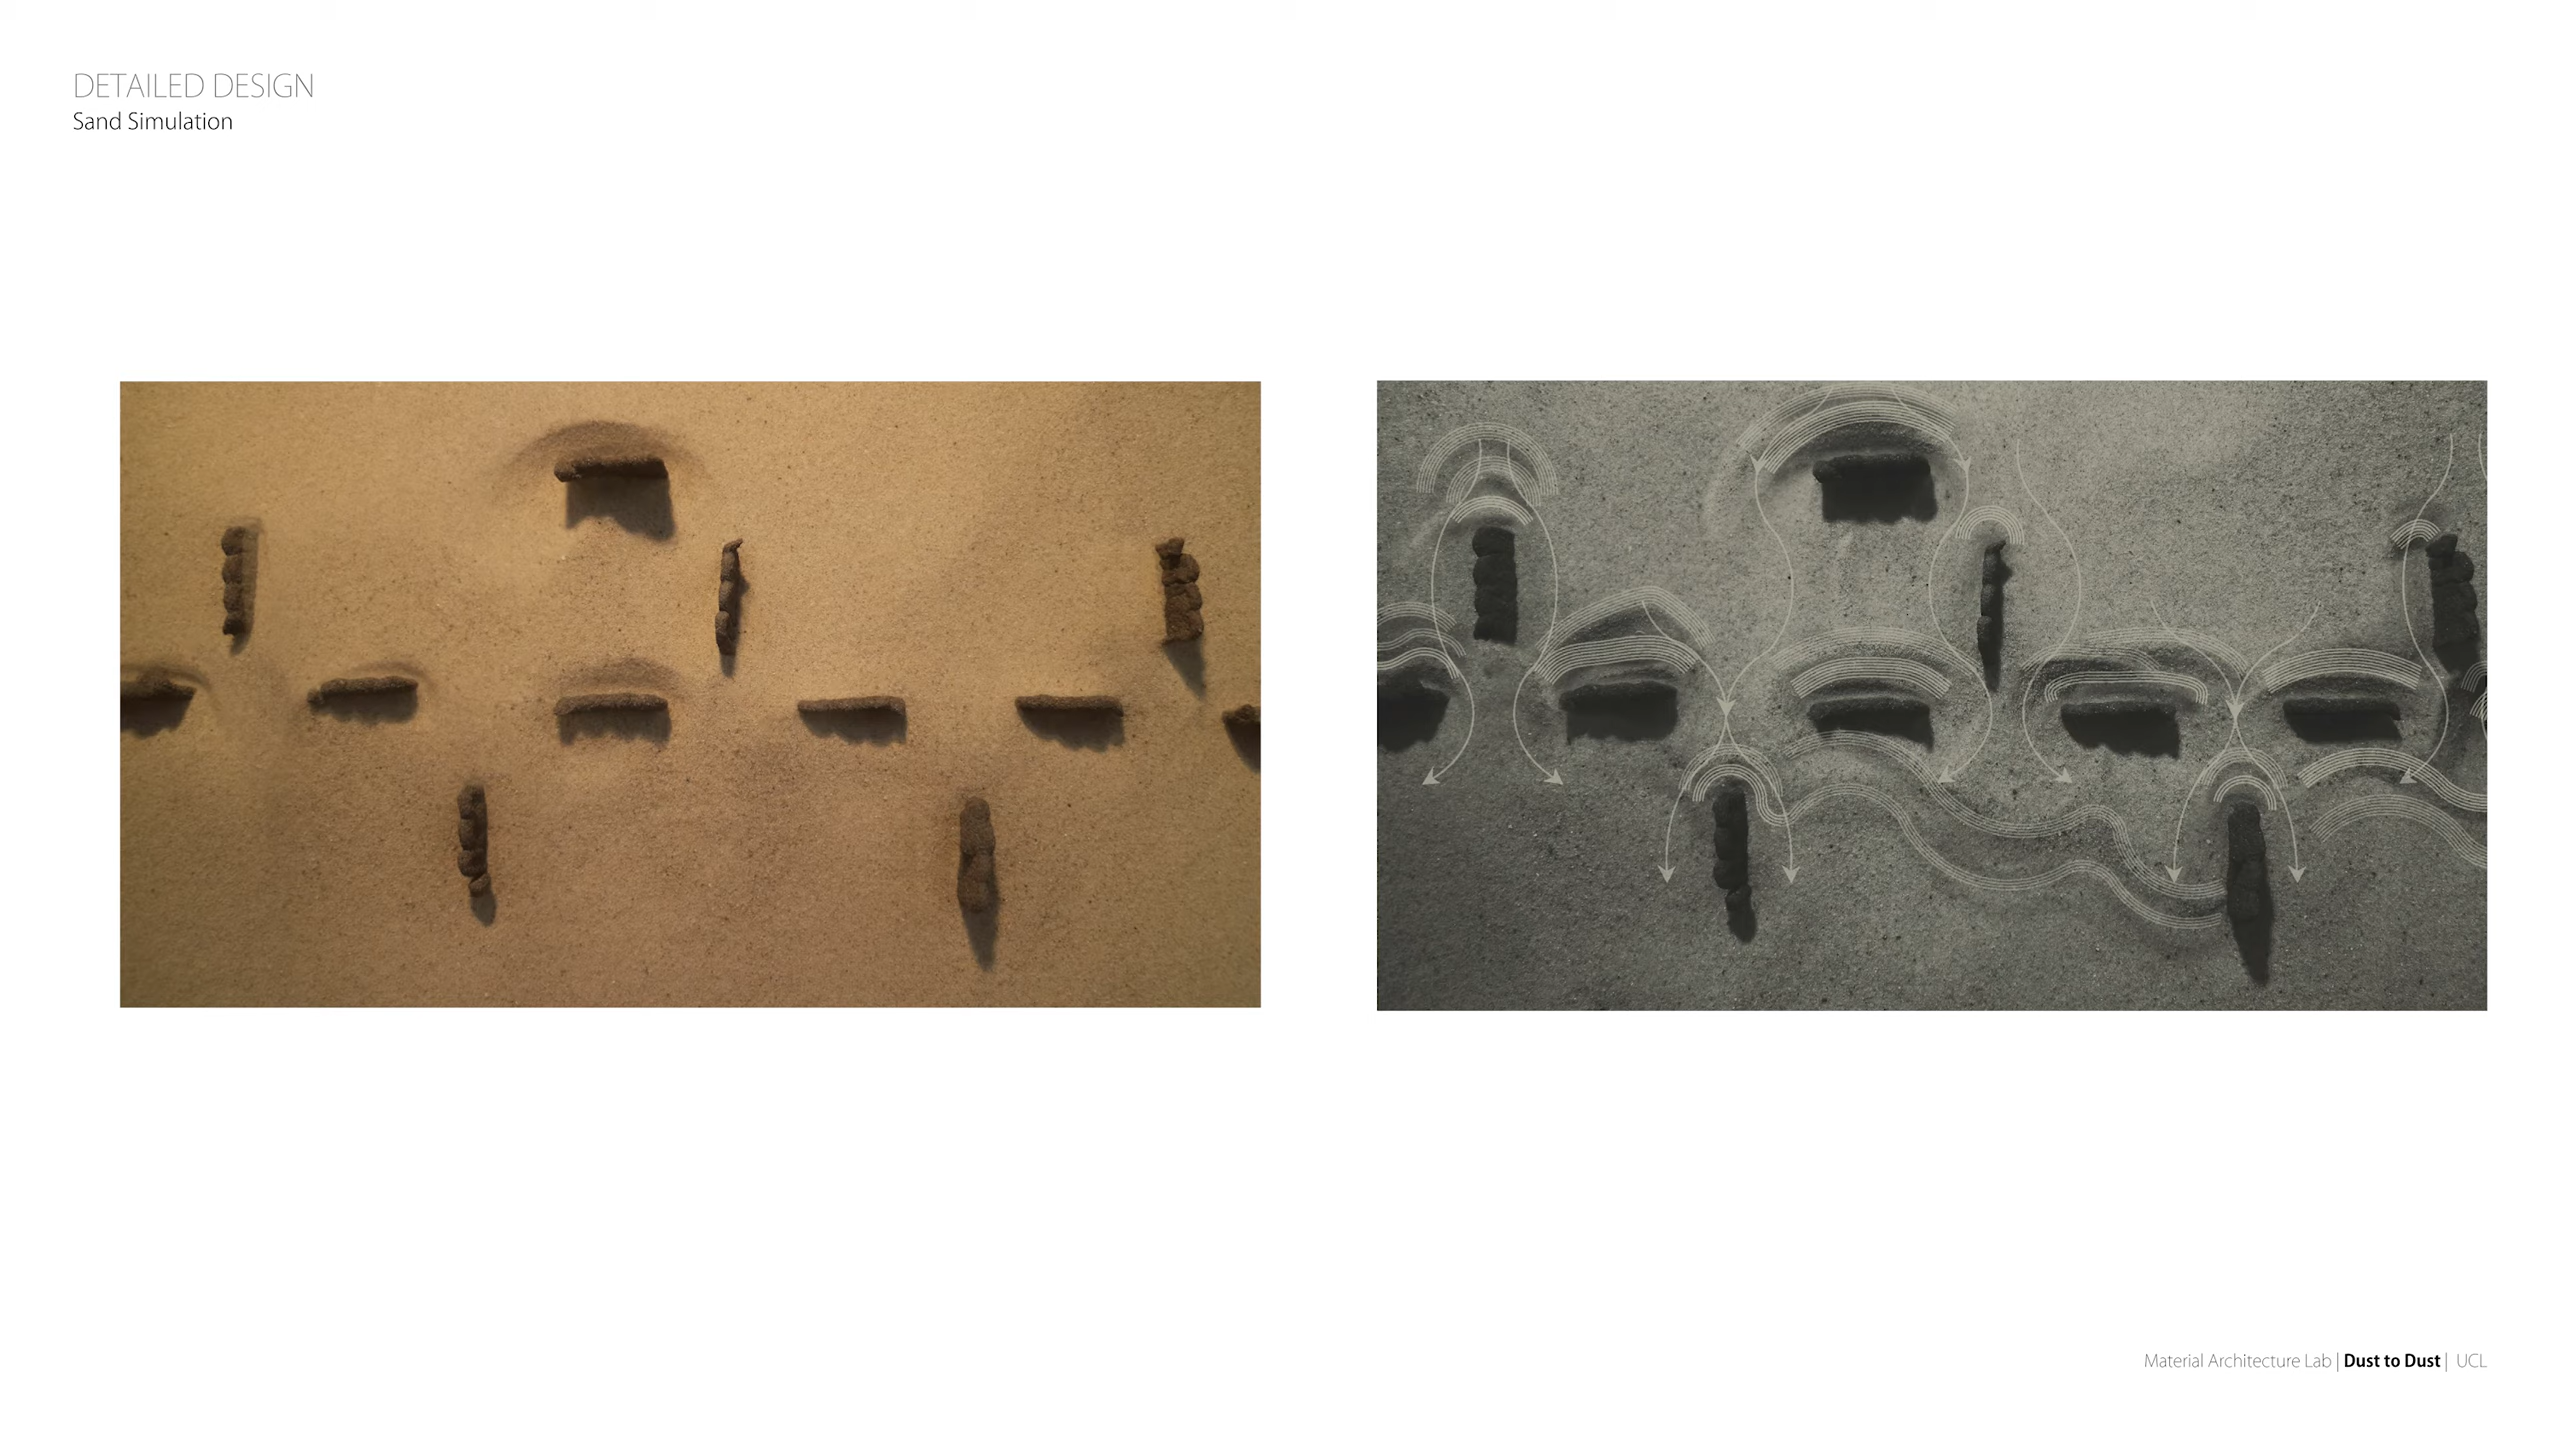 DETAILED DESIGN
Sand Simulation
Material Architecture Lab | Dust to Dust | UCL